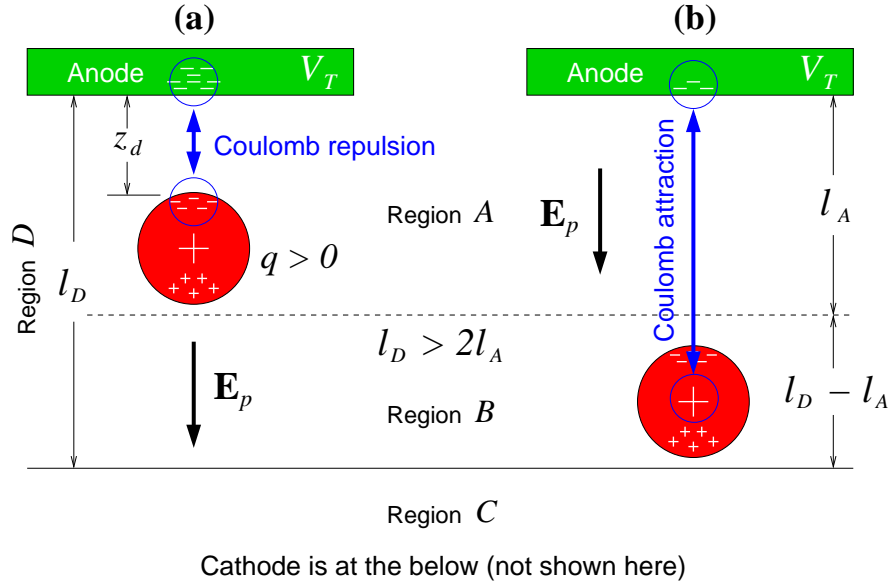 (a)
(b)
Anode
V_T
Anode
V_T
z_d
Coulomb repulsion
Region D
l_D
Region A
q > 0
E_p
Coulomb attraction
l_A
l_D > 2l_A
E_p
Region B
l_D − l_A
Region C
Cathode is at the below (not shown here)